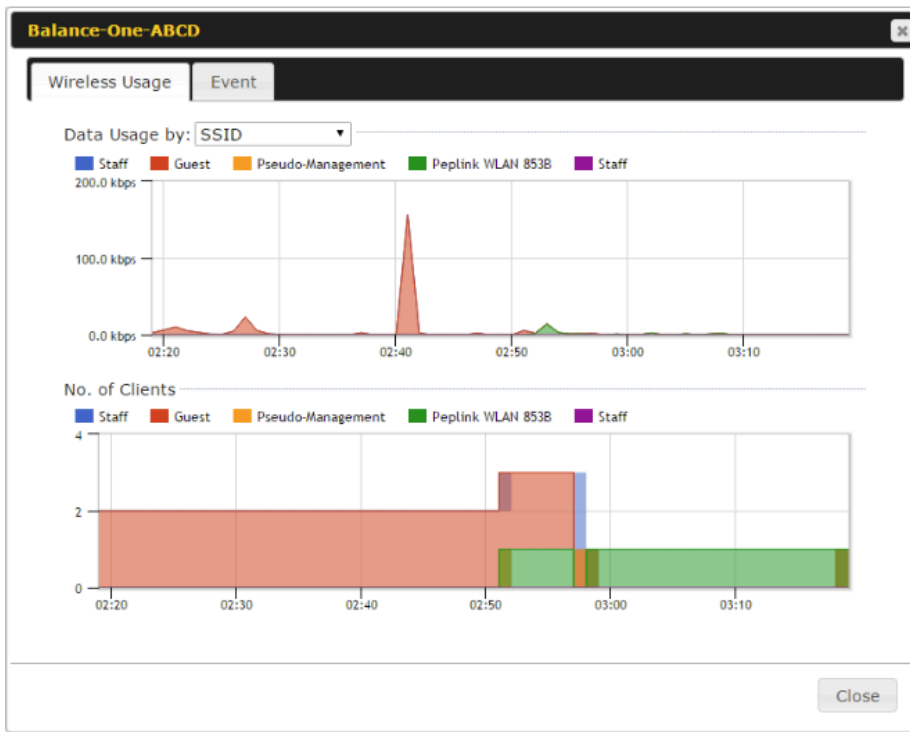 Balance-One-ABCD
Wireless Usage Event
Data Usage by: SSID
Staff Guest Pseudo-Management Peplink WLAN 853B Staff
200.0 kbps
100.0 kbps
0.0 kbps
02:20 02:30 02:40 02:50 03:00 03:10
No. of Clients
Staff Guest Pseudo-Management Peplink WLAN 853B Staff
4
2
0
02:20 02:30 02:40 02:50 03:00 03:10
Close